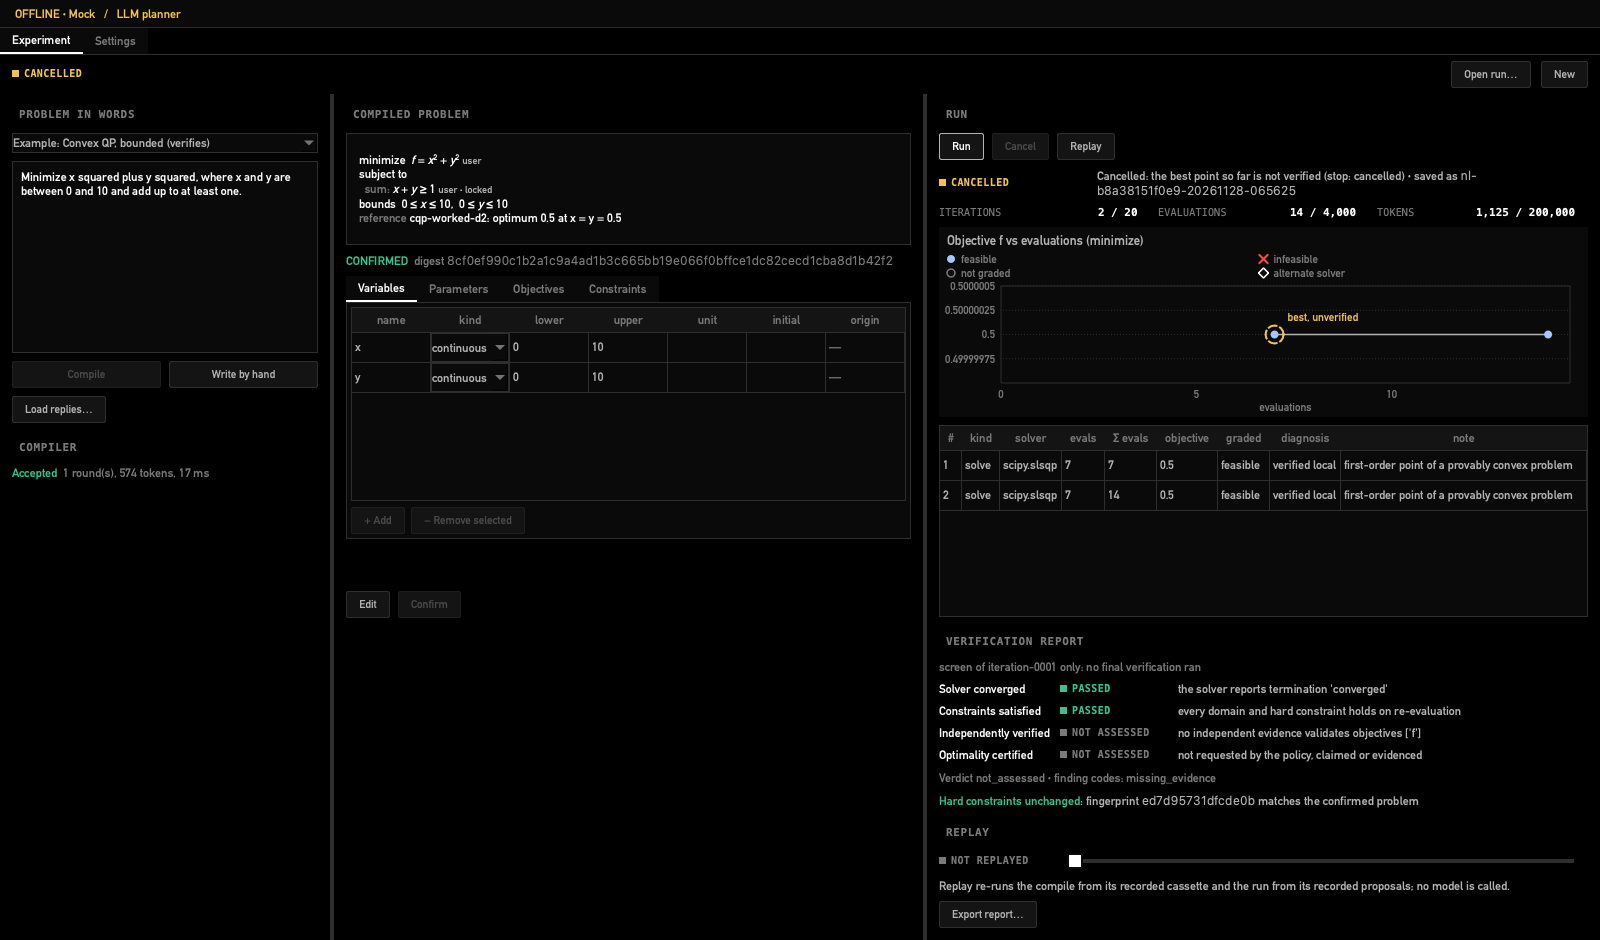 OFFLINE · Mock / LLM planner
Experiment Settings
CANCELLED
Open run... New
PROBLEM IN WORDS
Example: Convex QP, bounded (verifies)
Minimize x squared plus y squared, where x and y are
between 0 and 10 and add up to at least one.
Compile Write by hand
Load replies...
COMPILER
Accepted 1 round(s), 574 tokens, 17 ms
COMPILED PROBLEM
minimize f = x² + y² user
subject to
sum: x + y ≥ 1 user · locked
bounds 0 ≤ x ≤ 10, 0 ≤ y ≤ 10
reference cqp-worked-d2: optimum 0.5 at x = y = 0.5
CONFIRMED digest 8cf0ef990c1b2a1c9a4ad1b3c665bb19e066f0bffce1dc82cecd1cba8d1b42f2
Variables Parameters Objectives Constraints
name kind lower upper unit initial origin
x continuous 0 10 —
y continuous 0 10 —
+ Add − Remove selected
Edit Confirm
RUN
Run Cancel Replay
CANCELLED Cancelled: the best point so far is not verified (stop: cancelled) · saved as nl-
b8a38151f0e9-20261128-065625
ITERATIONS 2 / 20 EVALUATIONS 14 / 4,000 TOKENS 1,125 / 200,000
Objective f vs evaluations (minimize)
feasible infeasible
not graded alternate solver
0.5000005
0.50000025
best, unverified
0.5
0.49999975
0 5 10
evaluations
# kind solver evals Σ evals objective graded diagnosis note
1 solve scipy.slsqp 7 7 0.5 feasible verified local first-order point of a provably convex problem
2 solve scipy.slsqp 7 14 0.5 feasible verified local first-order point of a provably convex problem
VERIFICATION REPORT
screen of iteration-0001 only: no final verification ran
Solver converged PASSED the solver reports termination 'converged'
Constraints satisfied PASSED every domain and hard constraint holds on re-evaluation
Independently verified NOT ASSESSED no independent evidence validates objectives ['f']
Optimality certified NOT ASSESSED not requested by the policy, claimed or evidenced
Verdict not_assessed · finding codes: missing_evidence
Hard constraints unchanged: fingerprint ed7d95731dfcde0b matches the confirmed problem
REPLAY
NOT REPLAYED
Replay re-runs the compile from its recorded cassette and the run from its recorded proposals; no model is called.
Export report...